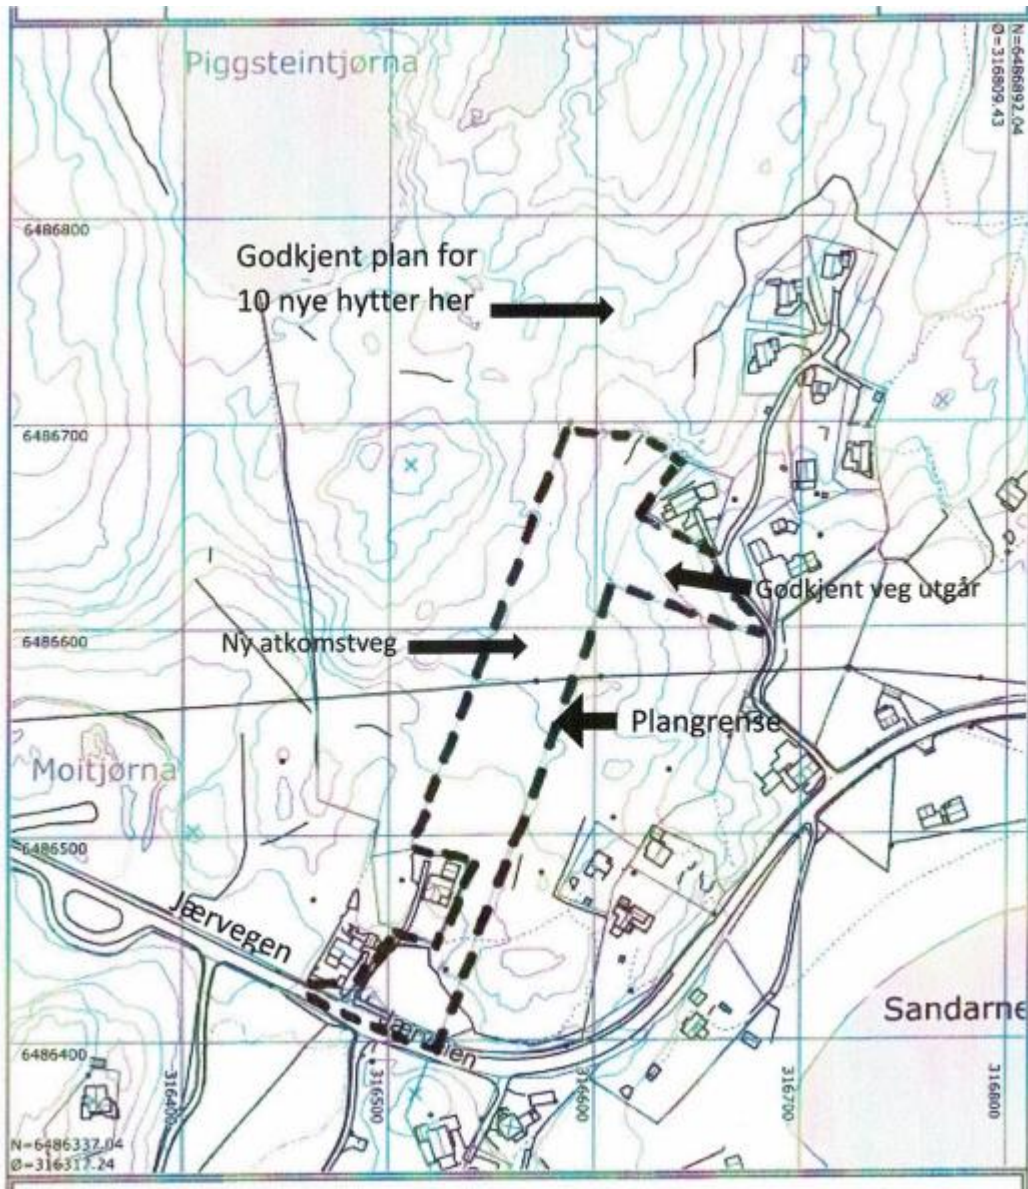 Piggsteintjørna
N=6486892.04
Ø=316809.43
6486800
Godkjent plan for
10 nye hytter her
6486700
Godkjent veg utgår
6486600
Ny atkomstveg
Plangrense
Moitjørna
6486500
Jærvegen
Sandarne
6486400
316400
316500
316600
316700
316800
N=6486337.04
Ø=316317.24